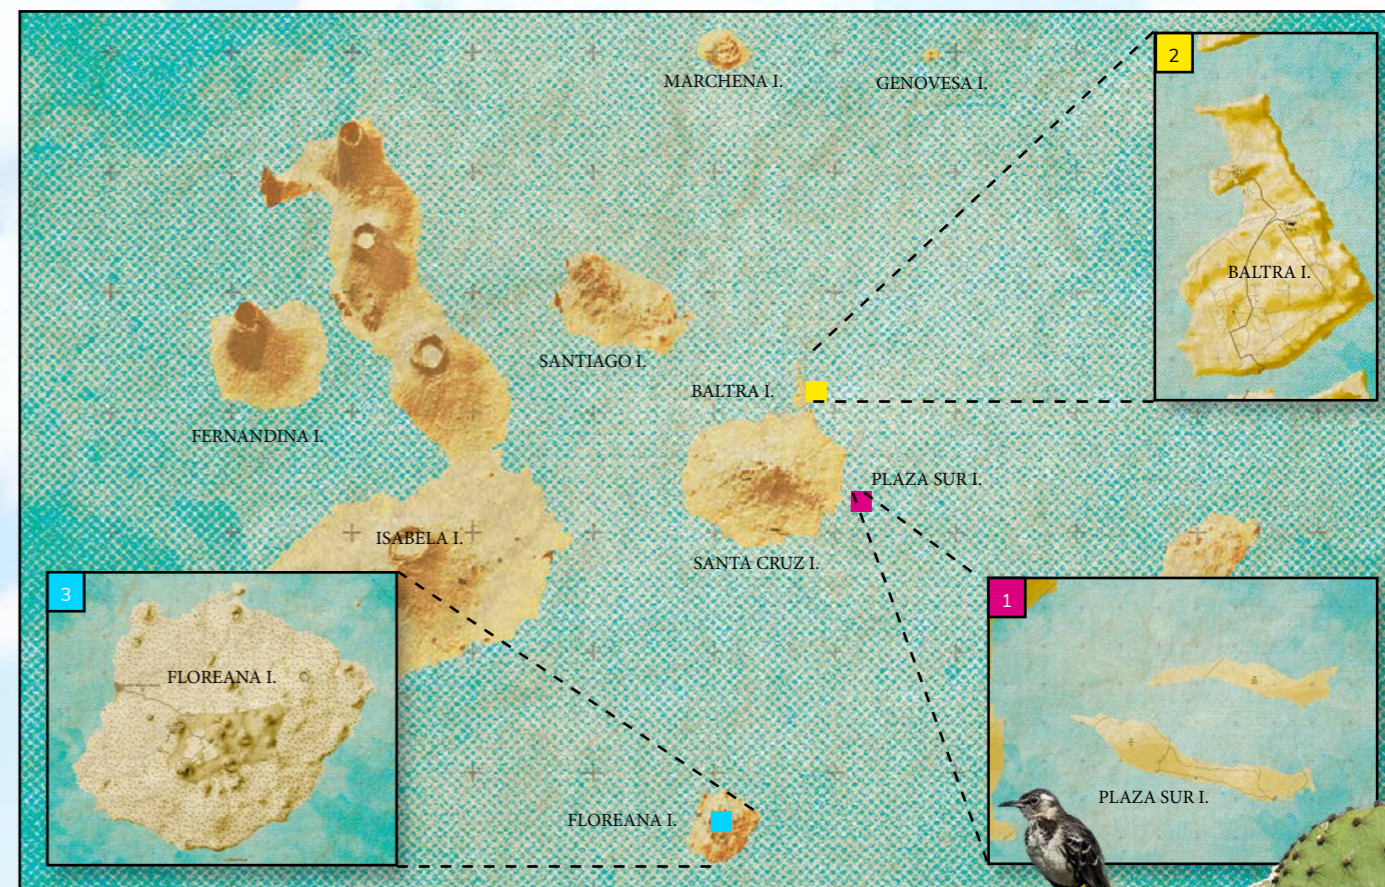 MARCHENA I.
GENOVESA I.
2
BALTRA I.
SANTIAGO I.
BALTRA I.
FERNANDINA I.
PLAZA SUR I.
ISABELA I.
SANTA CRUZ I.
3
1
FLOREANA I.
PLAZA SUR I.
FLOREANA I.